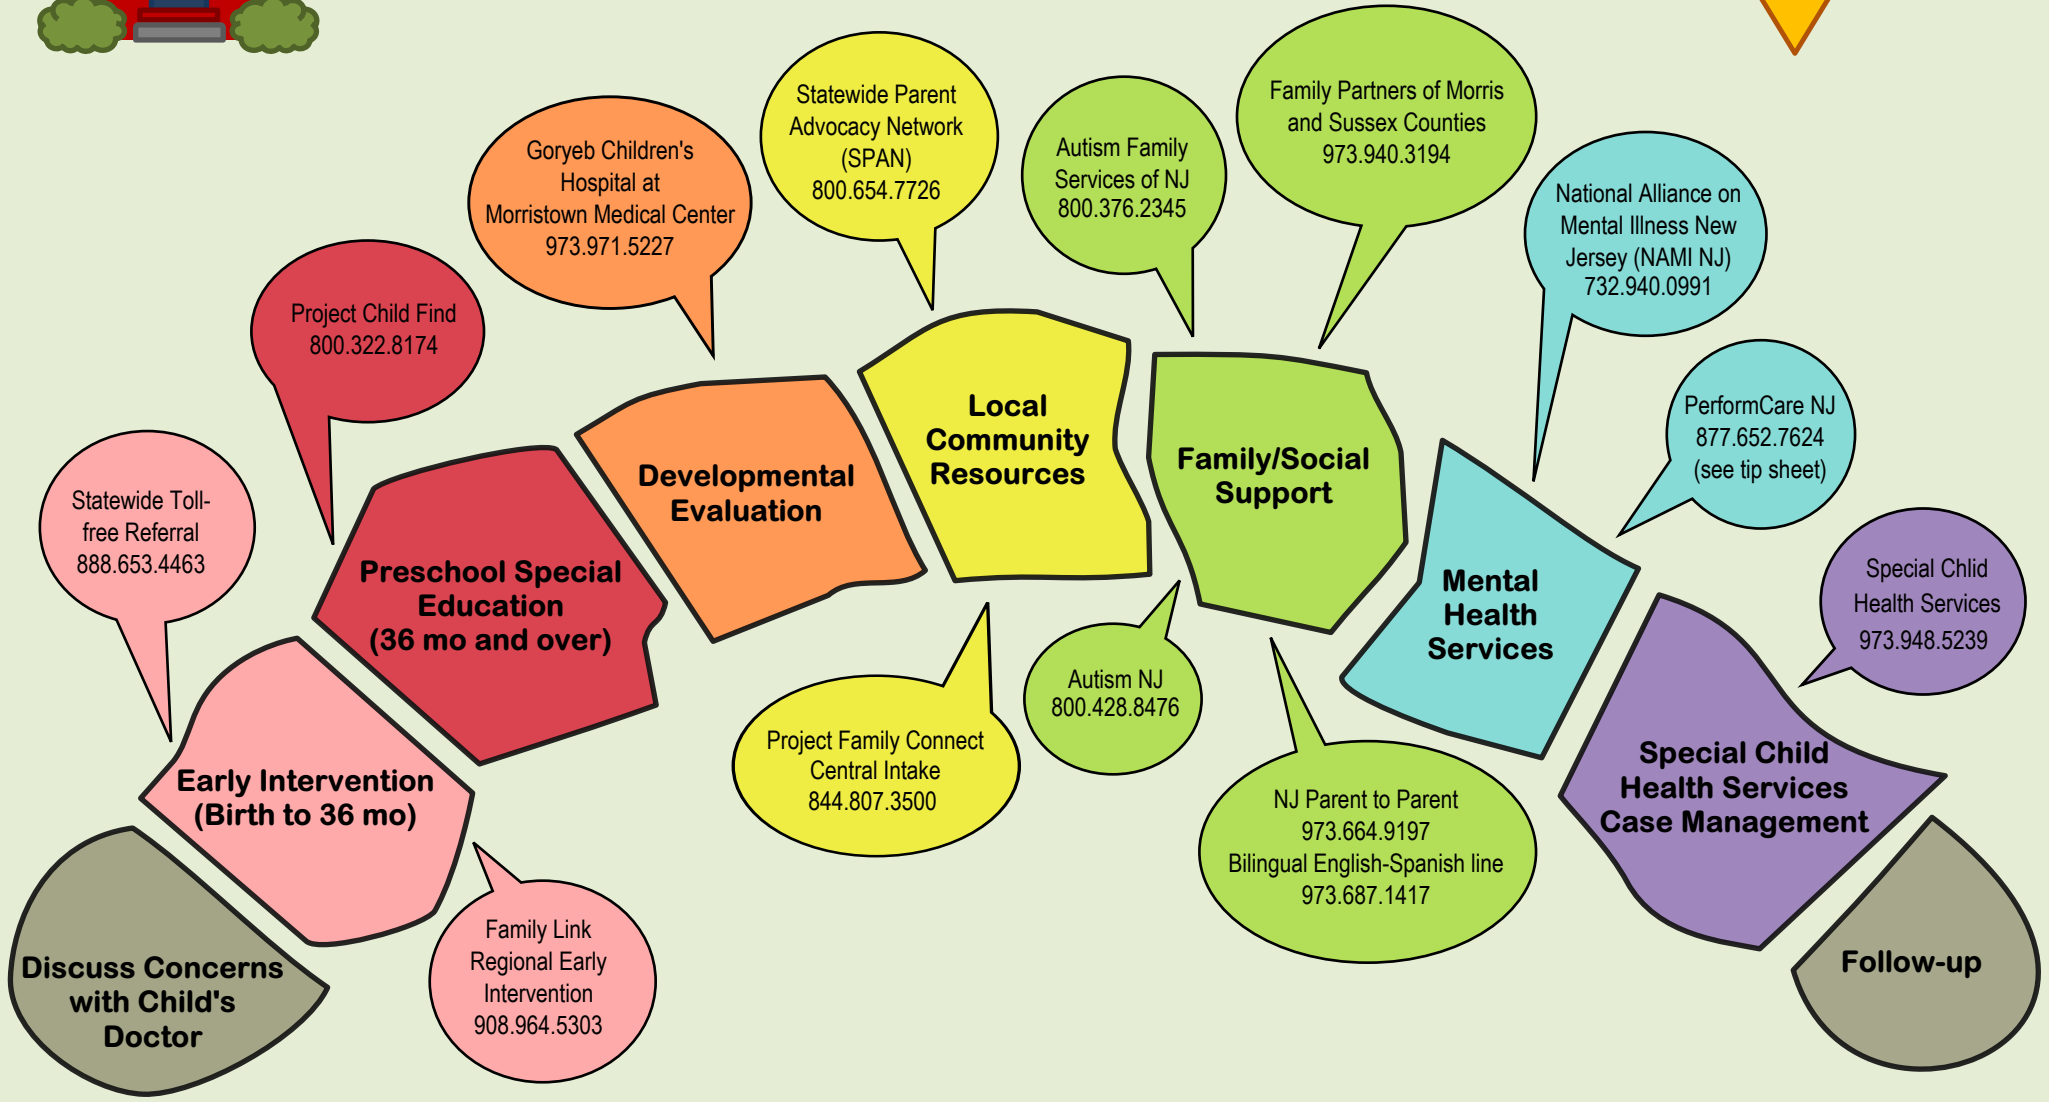 Statewide Parent
Advocacy Network
(SPAN)
800.654.7726
Family Partners of Morris
and Sussex Counties
973.940.3194
Goryeb Children's
Hospital at
Morristown Medical Center
973.971.5227
Autism Family
Services of NJ
800.376.2345
National Alliance on
Mental Illness New
Jersey (NAMI NJ)
732.940.0991
Project Child Find
800.322.8174
PerformCare NJ
877.652.7624
(see tip sheet)
Statewide Toll-
free Referral
888.653.4463
Special Chlid
Health Services
973.948.5239
Discuss Concerns
with Child's
Doctor
Early Intervention
(Birth to 36 mo)
Preschool Special
Education
(36 mo and over)
Developmental
Evaluation
Local
Community
Resources
Family/Social
Support
Mental
Health
Services
Special Child
Health Services
Case Management
Follow-up
Family Link
Regional Early
Intervention
908.964.5303
Project Family Connect
Central Intake
844.807.3500
Autism NJ
800.428.8476
NJ Parent to Parent
973.664.9197
Bilingual English-Spanish line
973.687.1417